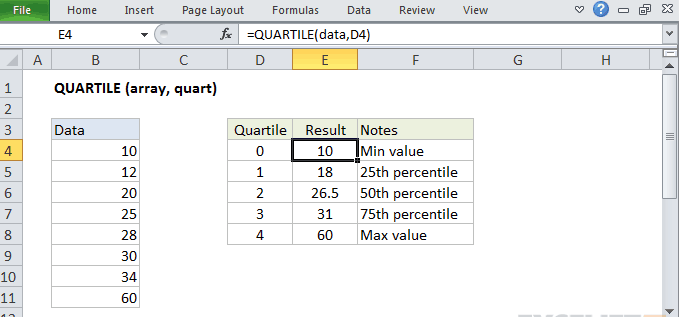 File Home Insert Page Layout Formulas Data Review View
E4 fx =QUARTILE(data,D4)
A B C D E F G H
1 QUARTILE (array, quart)
2
3 Data Quartile Result Notes
4 10 0 10 Min value
5 12 1 18 25th percentile
6 20 2 26.5 50th percentile
7 25 3 31 75th percentile
8 28 4 60 Max value
9 30
10 34
11 60